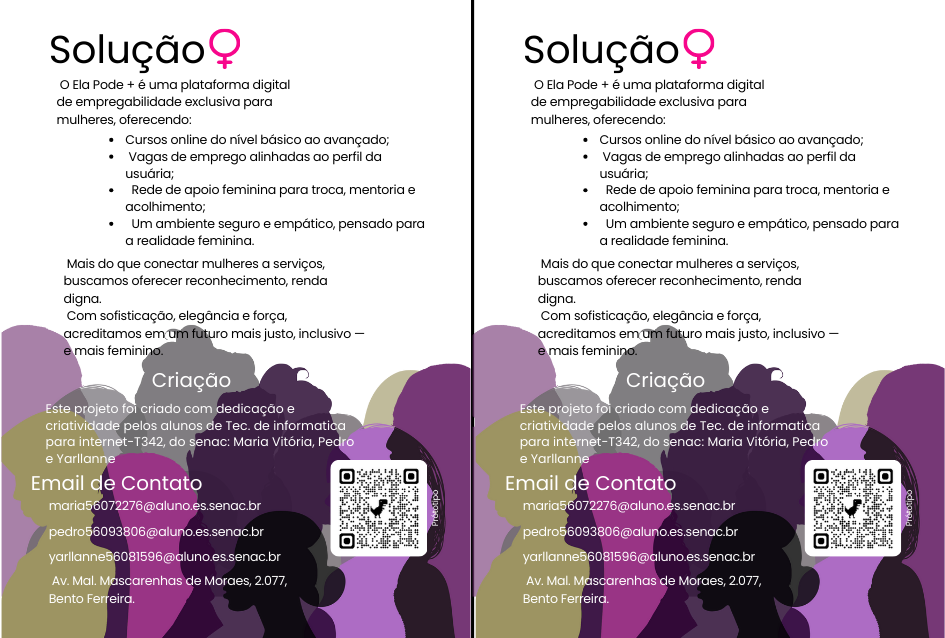 Solução
O Ela Pode + é uma plataforma digital
de empregabilidade exclusiva para
mulheres, oferecendo:
• Cursos online do nível básico ao avançado;
• Vagas de emprego alinhadas ao perfil da
usuária;
• Rede de apoio feminina para troca, mentoria e
acolhimento;
• Um ambiente seguro e empático, pensado para
a realidade feminina.
Mais do que conectar mulheres a serviços,
buscamos oferecer reconhecimento, renda
digna.
Com sofisticação, elegância e força,
acreditamos em um futuro mais justo, inclusivo —
e mais feminino.
Criação
Este projeto foi criado com dedicação e
criatividade pelos alunos de Tec. de informatica
para internet-T342, do senac: Maria Vitória, Pedro
e Yarllanne
Email de Contato
maria56072276@aluno.es.senac.br
pedro56093806@aluno.es.senac.br
yarllanne56081596@aluno.es.senac.br
Av. Mal. Mascarenhas de Moraes, 2.077,
Bento Ferreira.
Prototipo
Solução
O Ela Pode + é uma plataforma digital
de empregabilidade exclusiva para
mulheres, oferecendo:
• Cursos online do nível básico ao avançado;
• Vagas de emprego alinhadas ao perfil da
usuária;
• Rede de apoio feminina para troca, mentoria e
acolhimento;
• Um ambiente seguro e empático, pensado para
a realidade feminina.
Mais do que conectar mulheres a serviços,
buscamos oferecer reconhecimento, renda
digna.
Com sofisticação, elegância e força,
acreditamos em um futuro mais justo, inclusivo —
e mais feminino.
Criação
Este projeto foi criado com dedicação e
criatividade pelos alunos de Tec. de informatica
para internet-T342, do senac: Maria Vitória, Pedro
e Yarllanne
Email de Contato
maria56072276@aluno.es.senac.br
pedro56093806@aluno.es.senac.br
yarllanne56081596@aluno.es.senac.br
Av. Mal. Mascarenhas de Moraes, 2.077,
Bento Ferreira.
Prototipo